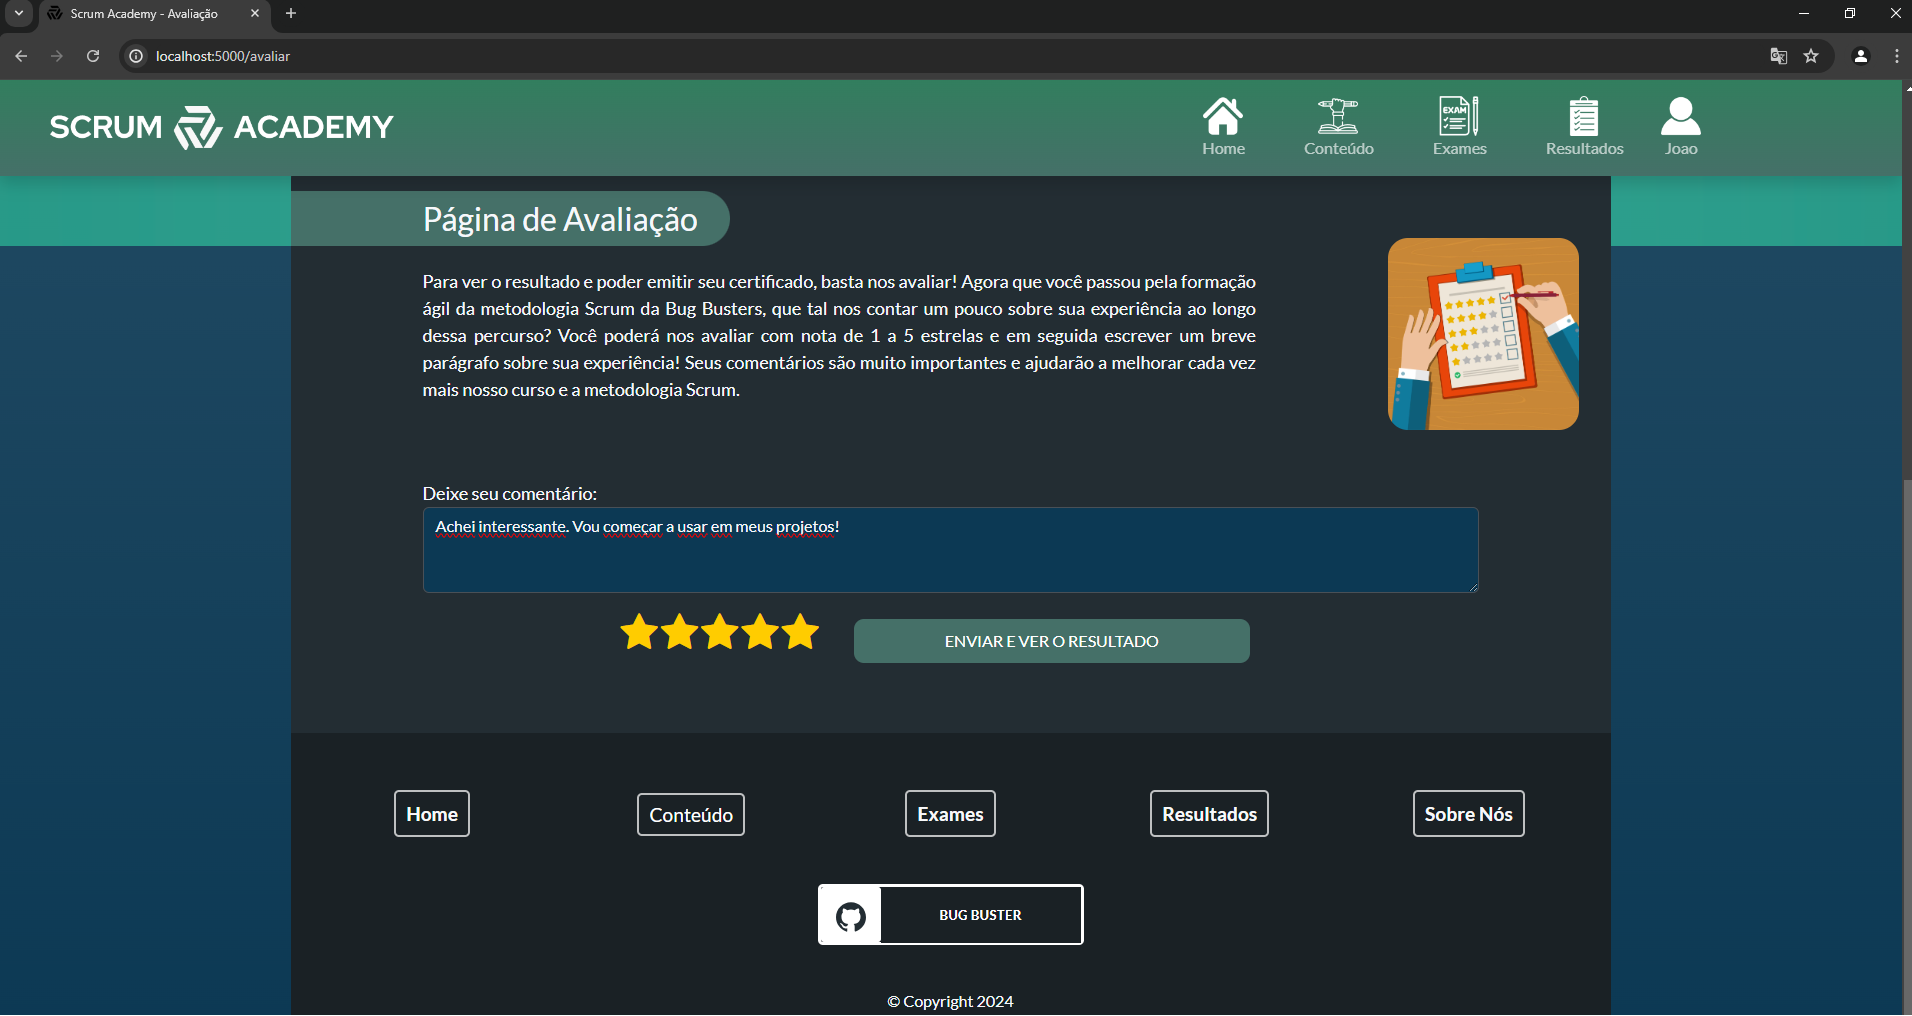 Scrum Academy - Avaliação
localhost:5000/avaliar
SCRUM ACADEMY
Home
Conteúdo
EXAM
Exames
Resultados
Joao
Página de Avaliação
Para ver o resultado e poder emitir seu certificado, basta nos avaliar! Agora que você passou pela formação
ágil da metodologia Scrum da Bug Busters, que tal nos contar um pouco sobre sua experiência ao longo
dessa percurso? Você poderá nos avaliar com nota de 1 a 5 estrelas e em seguida escrever um breve
parágrafo sobre sua experiência! Seus comentários são muito importantes e ajudarão a melhorar cada vez
mais nosso curso e a metodologia Scrum.
Deixe seu comentário:
Achei interessante. Vou começar a usar em meus projetos!
ENVIAR E VER O RESULTADO
Home
Conteúdo
Exames
Resultados
Sobre Nós
BUG BUSTER
© Copyright 2024